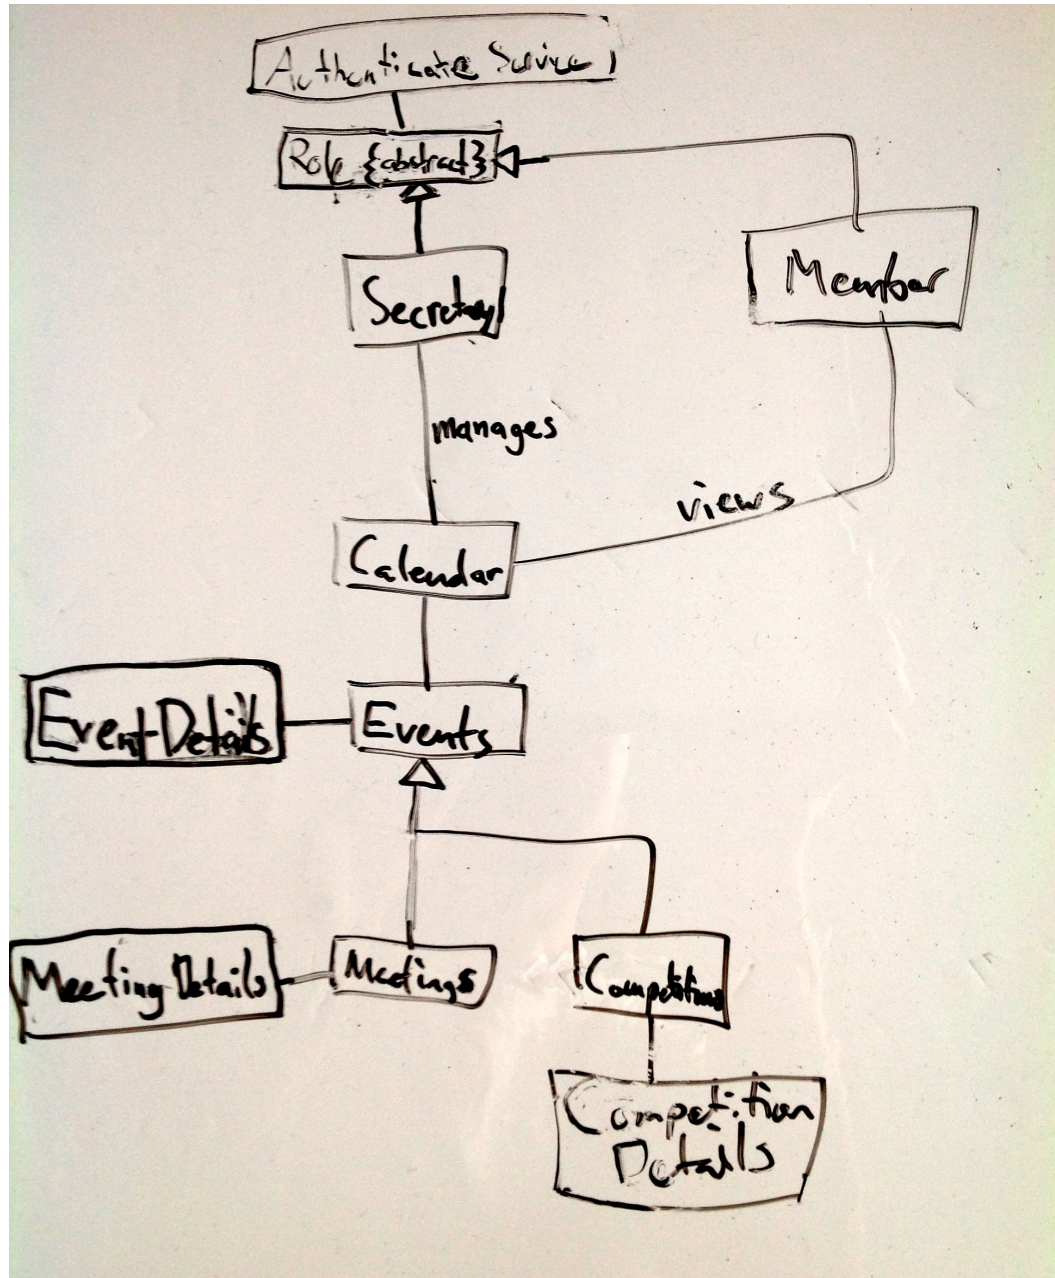 Authenticate Service
Role {abstract}
Secretary
Member
manages
views
Calendar
Event Details
Events
Meeting Details
Meetings
Competitions
Competition
Details